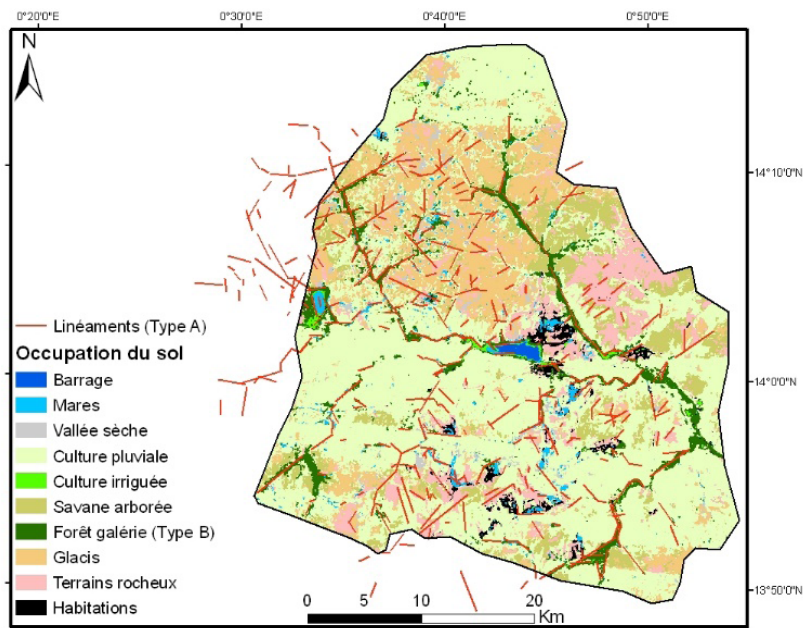 0°20'0"E 0°30'0"E 0°40'0"E 0°50'0"E
N
14°10'0"N
14°0'0"N
13°50'0"N
Linéaments (Type A)
Occupation du sol
Barrage
Mares
Vallée sèche
Culture pluviale
Culture irriguée
Savane arborée
Forêt galérie (Type B)
Glacis
Terrains rocheux
Habitations
0 5 10 20
Km